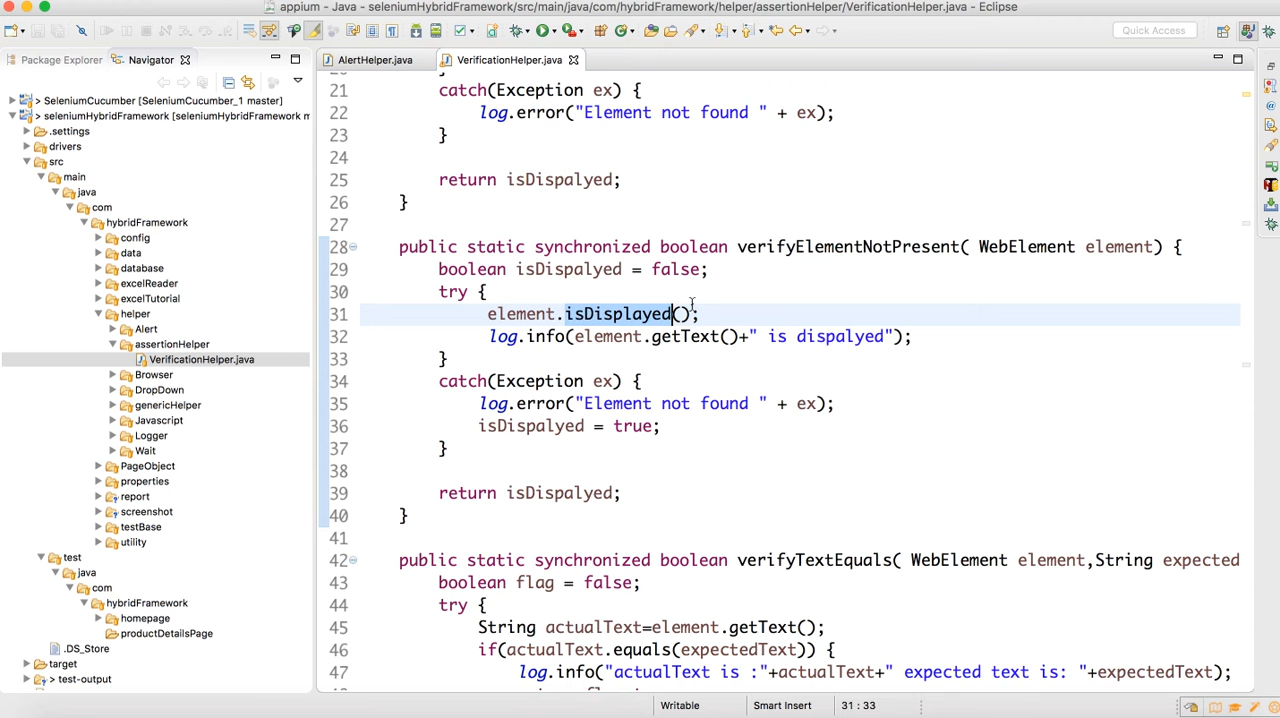 appium - Java - seleniumHybridFramework/src/main/java/com/hybridFramework/helper/assertionHelper/VerificationHelper.java - Eclipse
Quick Access
Package Explorer
Navigator
AlertHelper.java
VerificationHelper.java
> SeleniumCucumber [SeleniumCucumber_1 master]
> seleniumHybridFramework [seleniumHybridFramework m
.settings
drivers
src
main
java
com
hybridFramework
config
data
database
excelReader
excelTutorial
helper
Alert
assertionHelper
VerificationHelper.java
Browser
DropDown
genericHelper
Javascript
Logger
Wait
PageObject
properties
report
screenshot
testBase
utility
test
java
com
hybridFramework
homepage
productDetailsPage
.DS_Store
target
> test-output
21 catch(Exception ex) {
22 log.error("Element not found " + ex);
23 }
24
25 return isDispalyed;
26 }
27
28 public static synchronized boolean verifyElementNotPresent( WebElement element) {
29 boolean isDispalyed = false;
30 try {
31 element.isDisplayed();
32 log.info(element.getText()+" is dispalyed");
33 }
34 catch(Exception ex) {
35 log.error("Element not found " + ex);
36 isDispalyed = true;
37 }
38
39 return isDispalyed;
40 }
41
42 public static synchronized boolean verifyTextEquals( WebElement element,String expected
43 boolean flag = false;
44 try {
45 String actualText=element.getText();
46 if(actualText.equals(expectedText)) {
47 log.info("actualText is :"+actualText+" expected text is: "+expectedText);
Writable
Smart Insert
31 : 33